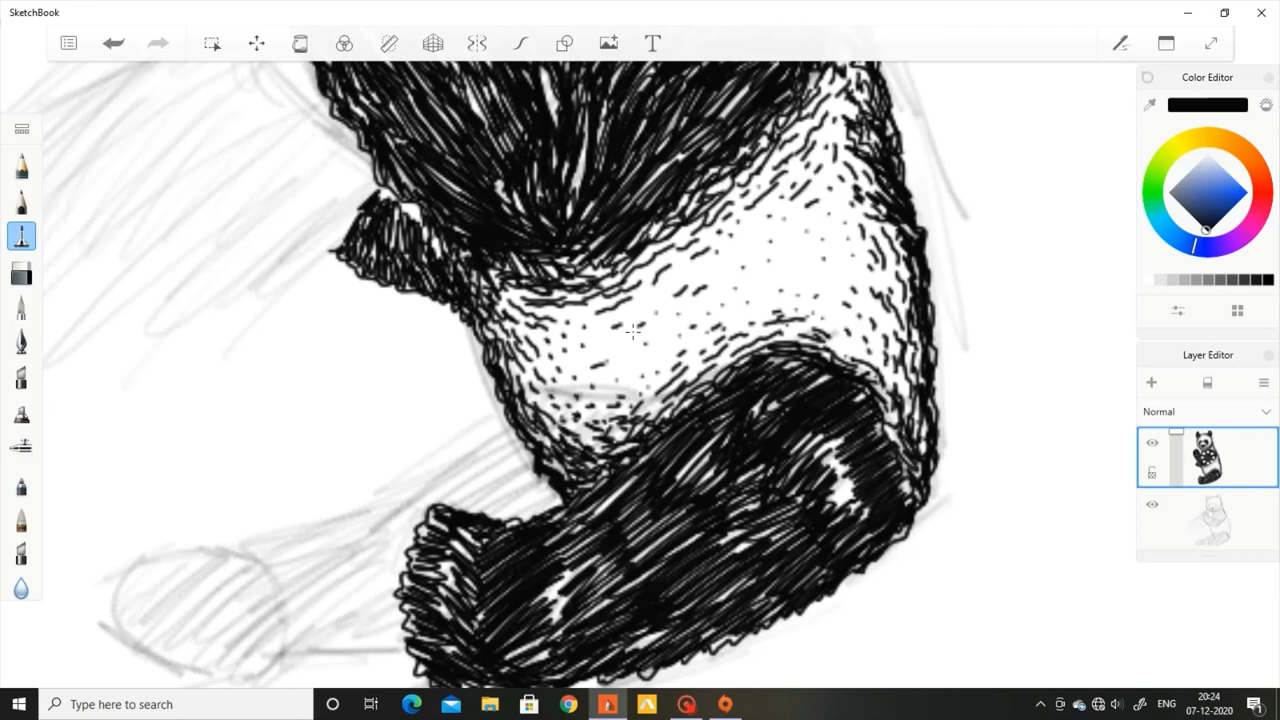 SketchBook
Color Editor
Layer Editor
Normal
Type here to search
ENG
20:24
07-12-2020